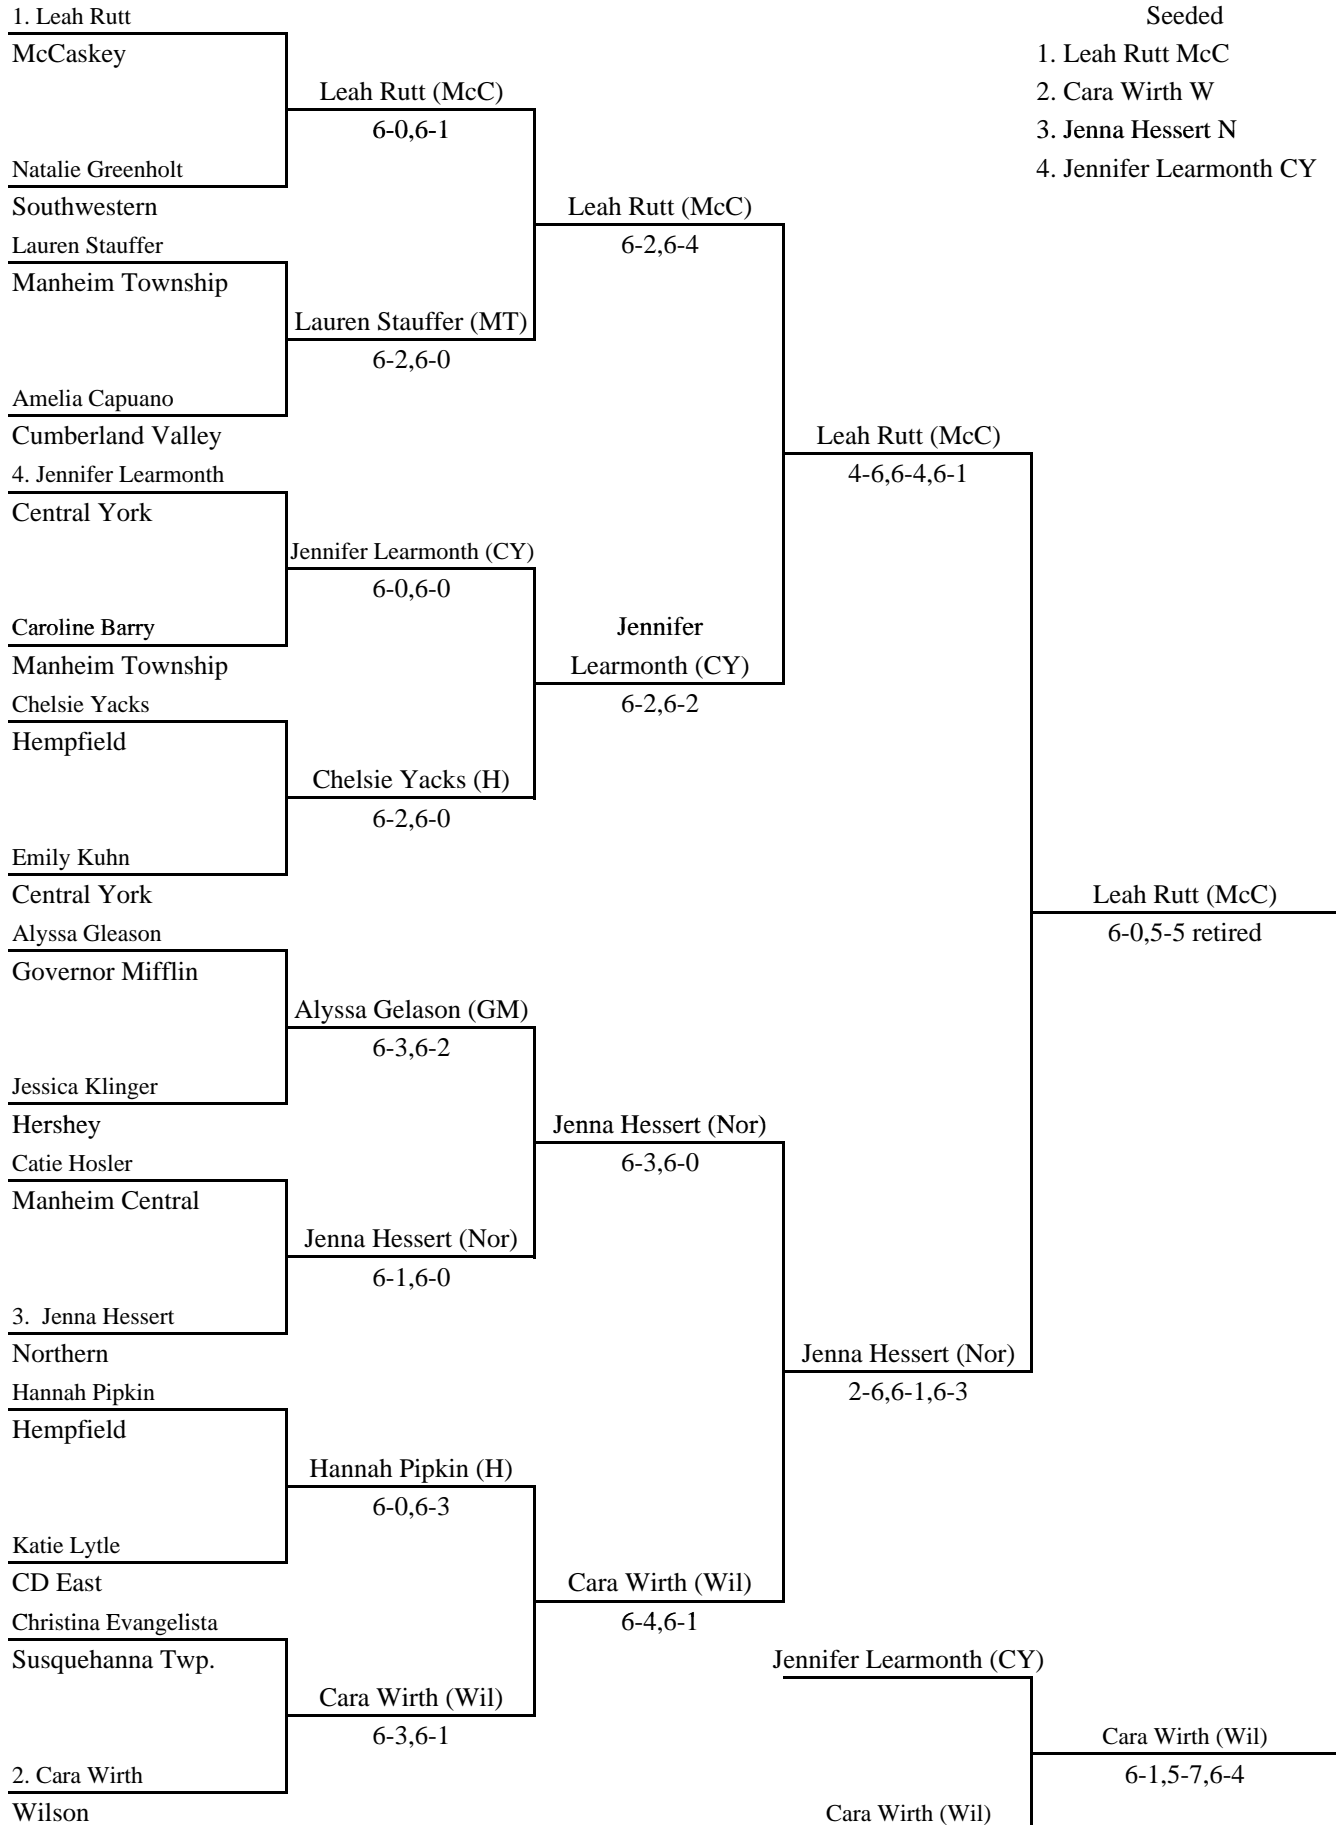 1. Leah Rutt
McCaskey
Natalie Greenholt
Southwestern
Lauren Stauffer
Manheim Township
Amelia Capuano
Cumberland Valley
4. Jennifer Learmonth
Central York
Caroline Barry
Manheim Township
Chelsie Yacks
Hempfield
Emily Kuhn
Central York
Alyssa Gleason
Governor Mifflin
Jessica Klinger
Hershey
Catie Hosler
Manheim Central
3. Jenna Hessert
Northern
Hannah Pipkin
Hempfield
Katie Lytle
CD East
Christina Evangelista
Susquehanna Twp.
2. Cara Wirth
Wilson
Leah Rutt (McC)
6-0,6-1
Lauren Stauffer (MT)
6-2,6-0
Jennifer Learmonth (CY)
6-0,6-0
Chelsie Yacks (H)
6-2,6-0
Alyssa Gelason (GM)
6-3,6-2
Jenna Hessert (Nor)
6-1,6-0
Hannah Pipkin (H)
6-0,6-3
Cara Wirth (Wil)
6-3,6-1
Leah Rutt (McC)
6-2,6-4
Jennifer
Learmonth (CY)
6-2,6-2
Jenna Hessert (Nor)
6-3,6-0
Cara Wirth (Wil)
6-4,6-1
Leah Rutt (McC)
4-6,6-4,6-1
Jenna Hessert (Nor)
2-6,6-1,6-3
Jennifer Learmonth (CY)
Cara Wirth (Wil)
Seeded
1. Leah Rutt McC
2. Cara Wirth W
3. Jenna Hessert N
4. Jennifer Learmonth CY
Leah Rutt (McC)
6-0,5-5 retired
Cara Wirth (Wil)
6-1,5-7,6-4